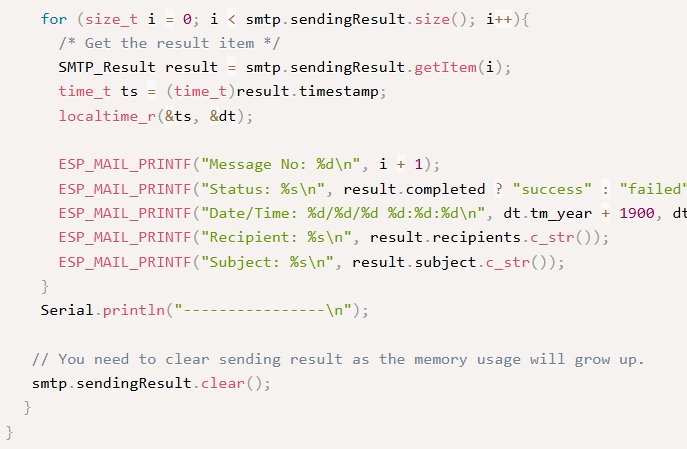 for (size_t i = 0; i < smtp.sendingResult.size(); i++){
/* Get the result item */
SMTP_Result result = smtp.sendingResult.getItem(i);
time_t ts = (time_t)result.timestamp;
localtime_r(&ts, &dt);
ESP_MAIL_PRINTF("Message No: %d\n", i + 1);
ESP_MAIL_PRINTF("Status: %s\n", result.completed ? "success" : "failed"
ESP_MAIL_PRINTF("Date/Time: %d/%d/%d %d:%d:%d\n", dt.tm_year + 1900, dt
ESP_MAIL_PRINTF("Recipient: %s\n", result.recipients.c_str());
ESP_MAIL_PRINTF("Subject: %s\n", result.subject.c_str());
}
Serial.println("----------------\n");
// You need to clear sending result as the memory usage will grow up.
smtp.sendingResult.clear();
}
}